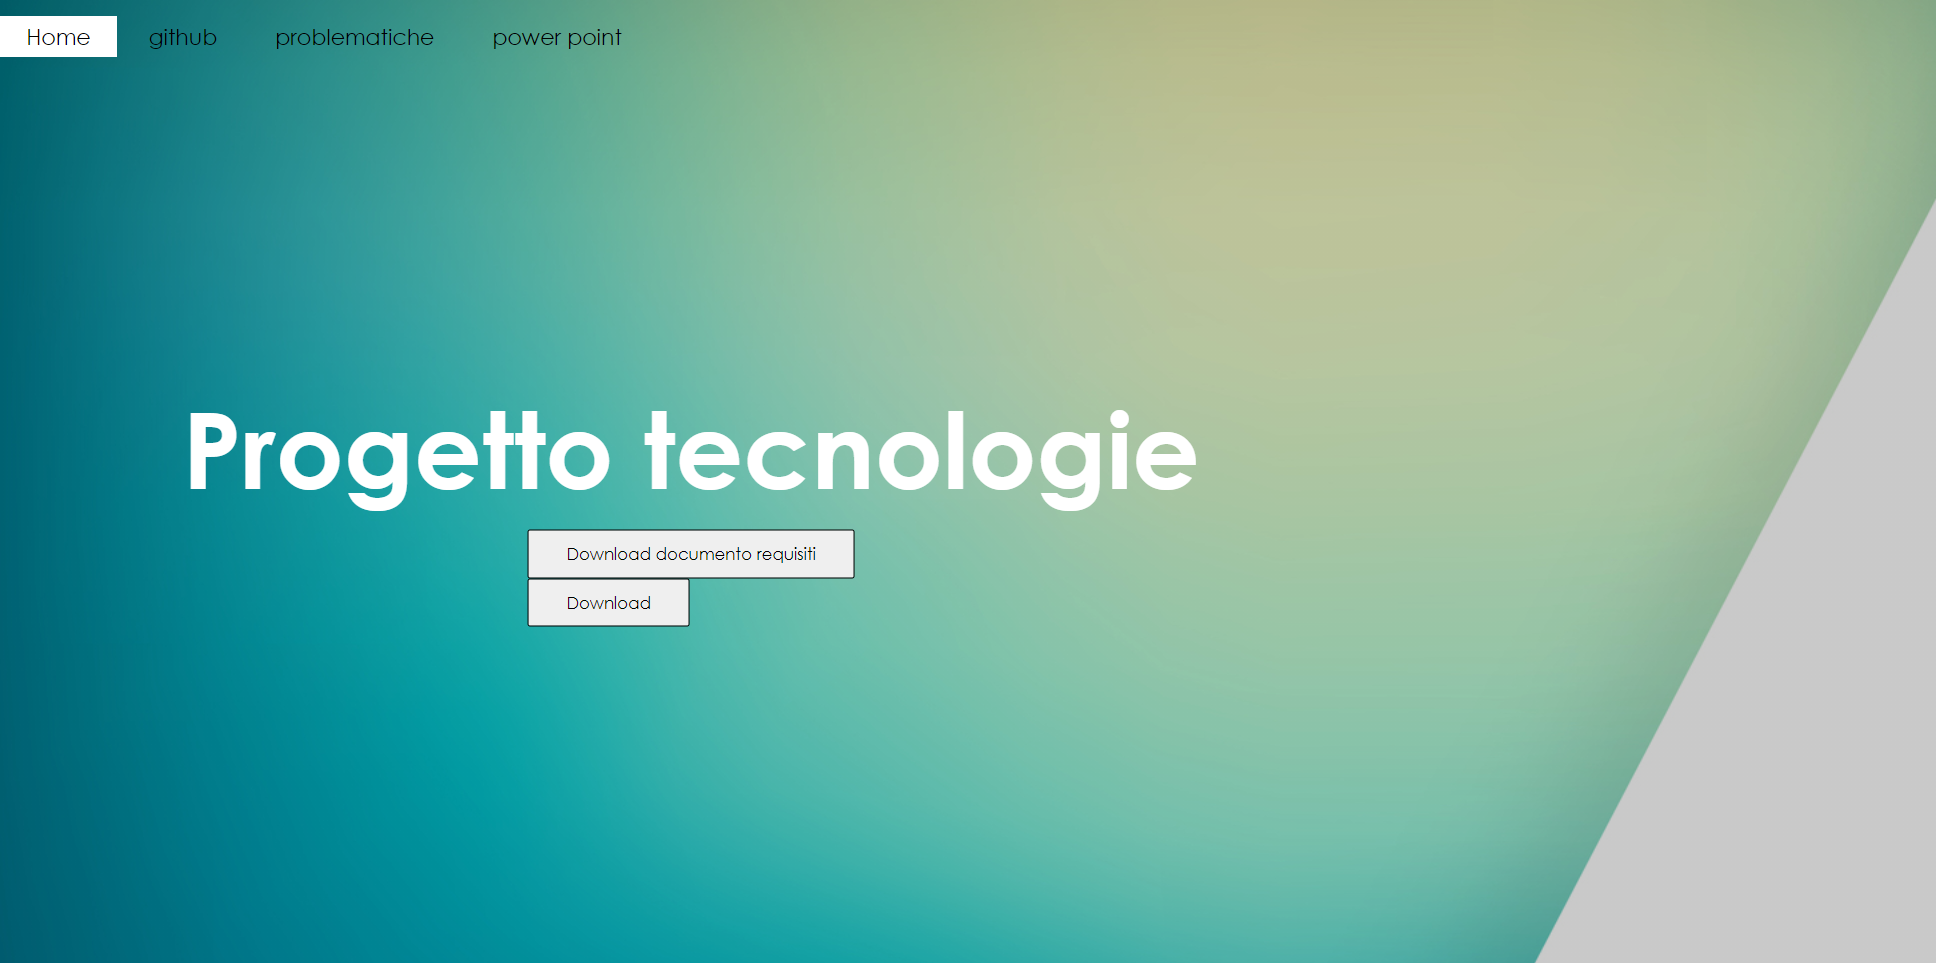 Home github problematiche power point
Progetto tecnologie
Download documento requisiti
Download